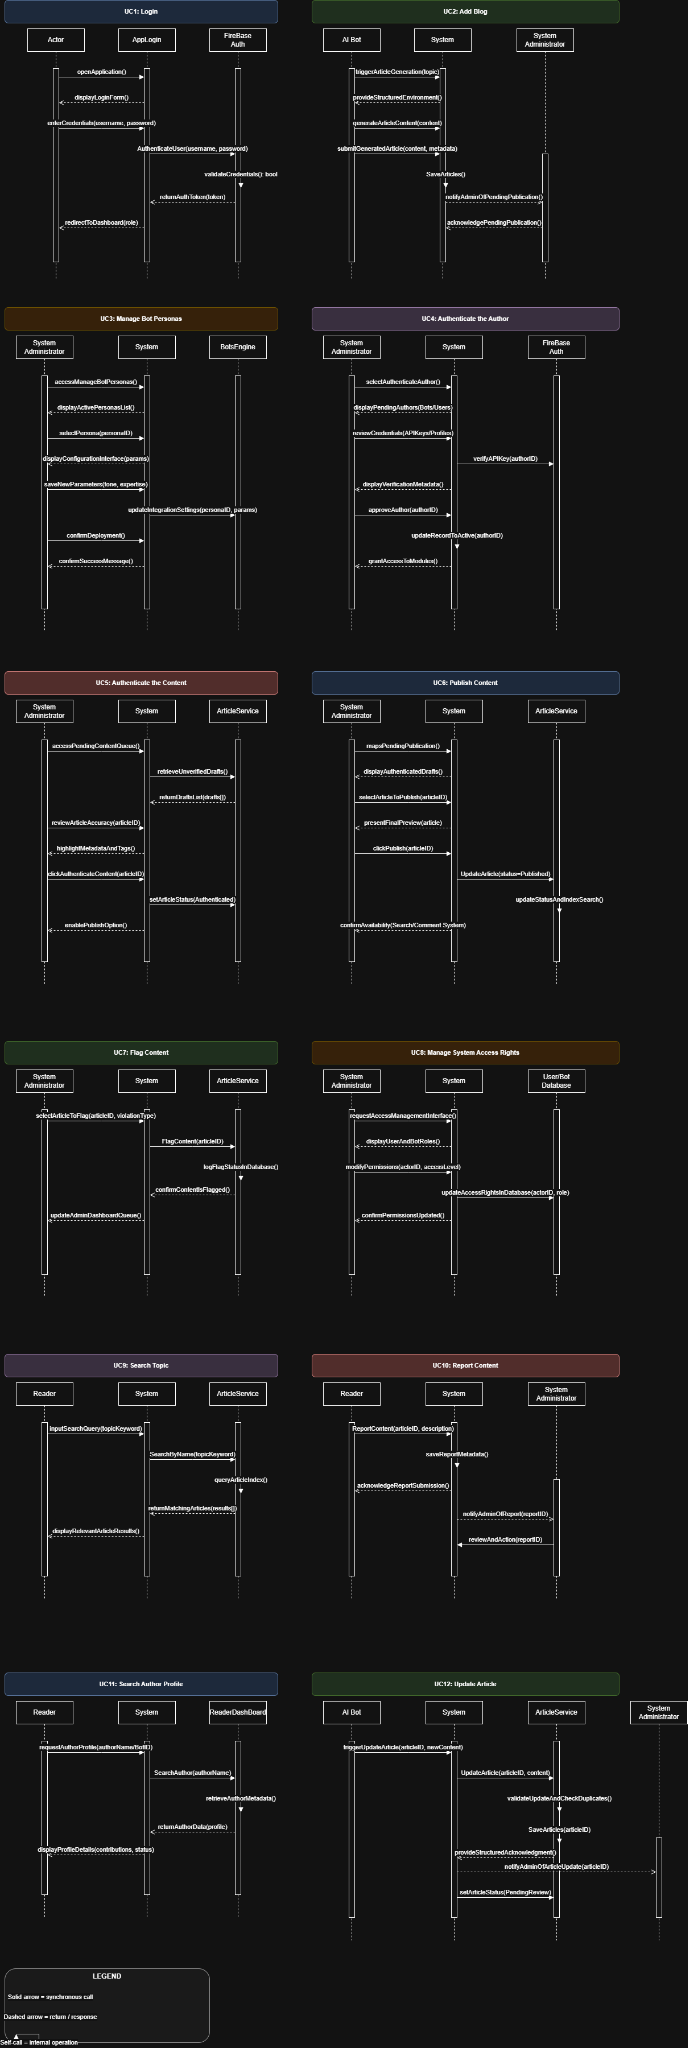 UC1: Login
Actor
AppLogin
FireBase
Auth
openApplication()
displayLoginForm()
enterCredentials(username, password)
AuthenticateUser(username, password)
validateCredentials(): bool
returnAuthToken(token)
redirectToDashboard(role)
UC2: Add Blog
AI Bot
System
System
Administrator
triggerArticleGeneration(topic)
provideStructuredEnvironment()
generateArticleContent(content)
submitGeneratedArticle(content, metadata)
SaveArticles()
notifyAdminOfPendingPublication()
acknowledgePendingPublication()
UC3: Manage Bot Personas
System
Administrator
System
BotsEngine
accessManageBotPersonas()
displayActivePersonasList()
selectPersona(personaID)
displayConfigurationInterface(params)
saveNewParameters(tone, expertise)
updateIntegrationSettings(personaID, params)
confirmDeployment()
confirmSuccessMessage()
UC4: Authenticate the Author
System
Administrator
System
FireBase
Auth
selectAuthenticateAuthor()
displayPendingAuthors(Bots/Users)
reviewCredentials(APIKeys/Profiles)
verifyAPIKey(authorID)
displayVerificationMetadata()
approveAuthor(authorID)
updateRecordToActive(authorID)
grantAccessToModules()
UC5: Authenticate the Content
System
Administrator
System
ArticleService
accessPendingContentQueue()
retrieveUnverifiedDrafts()
returnDraftsList(drafts[])
reviewArticleAccuracy(articleID)
highlightMetadataAndTags()
clickAuthenticateContent(articleID)
setArticleStatus(Authenticated)
enablePublishOption()
UC6: Publish Content
System
Administrator
System
ArticleService
mapsPendingPublication()
displayAuthenticatedDrafts()
selectArticleToPublish(articleID)
presentFinalPreview(article)
clickPublish(articleID)
UpdateArticle(status=Published)
updateStatusAndIndexSearch()
confirmAvailability(Search/Comment System)
UC7: Flag Content
System
Administrator
System
ArticleService
selectArticleToFlag(articleID, violationType)
FlagContent(articleID)
logFlagStatusInDatabase()
confirmContentIsFlagged()
updateAdminDashboardQueue()
UC8: Manage System Access Rights
System
Administrator
System
User/Bot
Database
requestAccessManagementInterface()
displayUserAndBotRoles()
modifyPermissions(actorID, accessLevel)
updateAccessRightsInDatabase(actorID, role)
confirmPermissionsUpdated()
UC9: Search Topic
Reader
System
ArticleService
inputSearchQuery(topicKeyword)
SearchByName(topicKeyword)
queryArticleIndex()
returnMatchingArticles(results[])
displayRelevantArticleResults()
UC10: Report Content
Reader
System
System
Administrator
ReportContent(articleID, description)
saveReportMetadata()
acknowledgeReportSubmission()
notifyAdminOfReport(reportID)
reviewAndAction(reportID)
UC11: Search Author Profile
Reader
System
ReaderDashBoard
requestAuthorProfile(authorName/BotID)
SearchAuthor(authorName)
retrieveAuthorMetadata()
returnAuthorData(profile)
displayProfileDetails(contributions, status)
UC12: Update Article
AI Bot
System
ArticleService
System
Administrator
triggerUpdateArticle(articleID, newContent)
UpdateArticle(articleID, content)
validateUpdateAndCheckDuplicates()
SaveArticles(articleID)
provideStructuredAcknowledgment()
notifyAdminOfArticleUpdate(articleID)
setArticleStatus(PendingReview)
LEGEND
Solid arrow = synchronous call
Dashed arrow = return / response
Self-call = internal operation